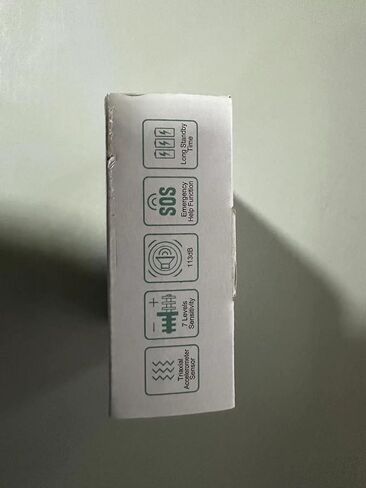 Triaxial
Accelerometer
Sensor
− +
7 Levels
Sensitivity
113dB
SOS
Emergency
Help Function
Long Standby
Time